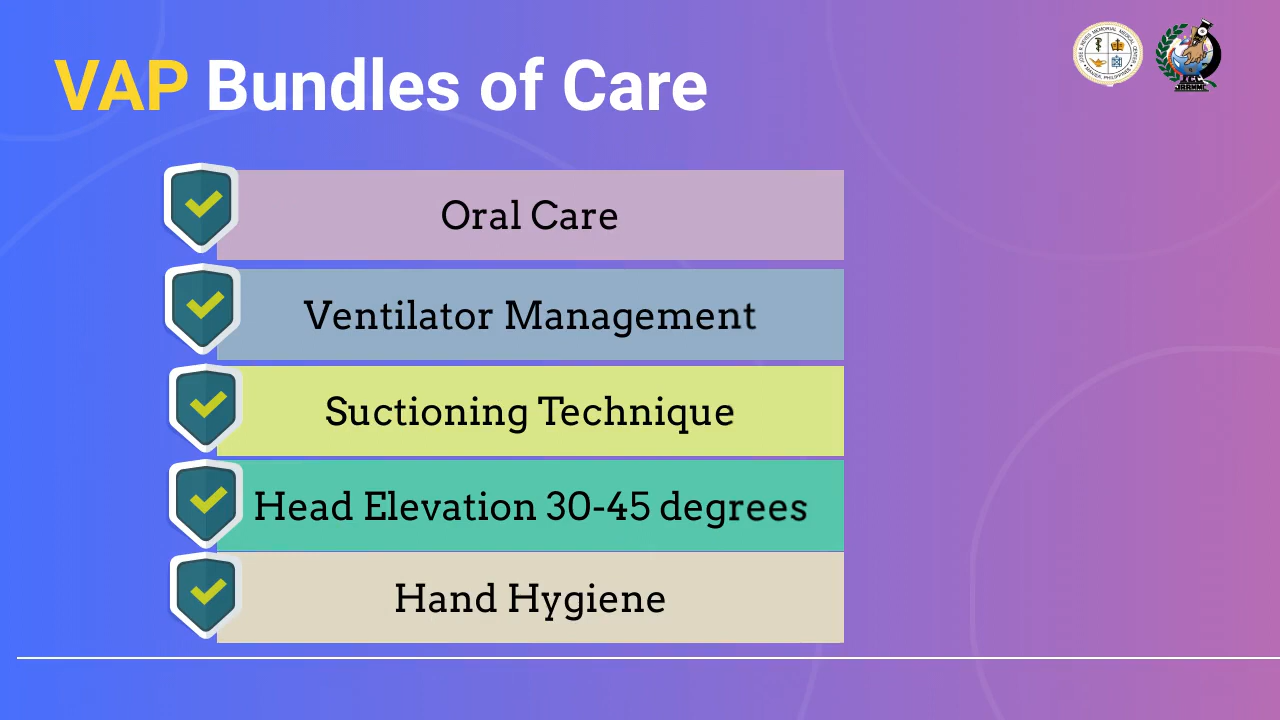 VAP Bundles of Care
Oral Care
Ventilator Management
Suctioning Technique
Head Elevation 30-45 degrees
Hand Hygiene